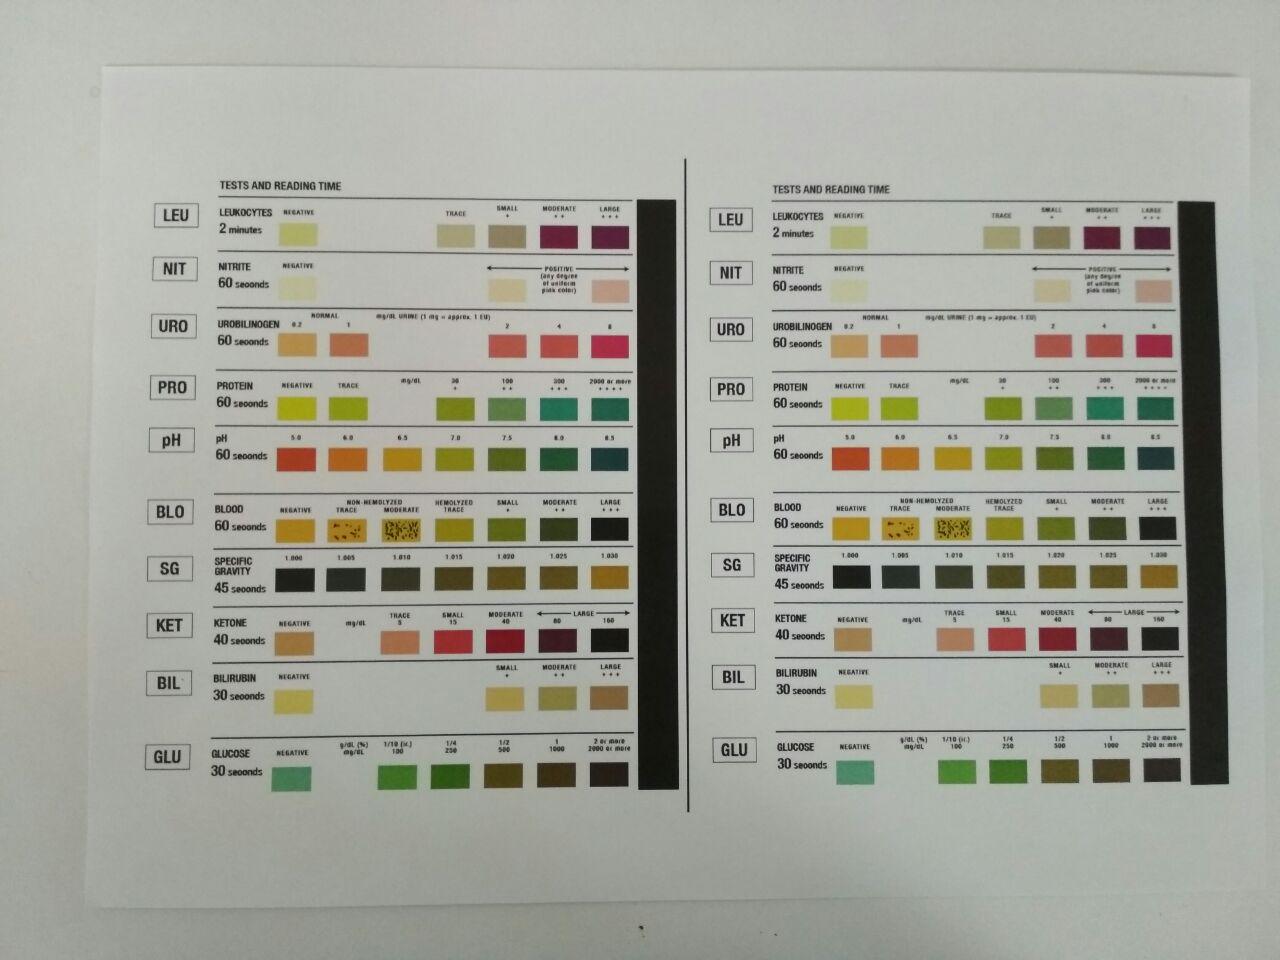 TESTS AND READING TIME
LEU
LEUKOCYTES NEGATIVE TRACE SMALL MODERATE LARGE
2 minutes + ++ +++
NIT
NITRITE NEGATIVE POSITIVE
60 seconds (any degree
of uniform
pink color)
URO
NORMAL mg/dL URINE (1 mg = approx. 1 EU)
UROBILINOGEN 0.2 1 2 4 8
60 seconds
PRO
PROTEIN NEGATIVE TRACE mg/dL 30 100 300 2000 or more
60 seconds + ++ +++ ++++
pH
pH 5.0 6.0 6.5 7.0 7.5 8.0 8.5
60 seconds
BLO
NON-HEMOLYZED HEMOLYZED SMALL MODERATE LARGE
BLOOD NEGATIVE TRACE MODERATE TRACE + ++ +++
60 seconds
SG
SPECIFIC 1.000 1.005 1.010 1.015 1.020 1.025 1.030
GRAVITY
45 seconds
KET
TRACE SMALL MODERATE LARGE
KETONE NEGATIVE mg/dL 5 15 40 80 160
40 seconds
BIL
BILIRUBIN NEGATIVE SMALL MODERATE LARGE
30 seconds + ++ +++
GLU
g/dL (%) 1/10 (tr.) 1/4 1/2 1 2 or more
GLUCOSE NEGATIVE mg/dL 100 250 500 1000 2000 or more
30 seconds
TESTS AND READING TIME
LEU
LEUKOCYTES NEGATIVE TRACE SMALL MODERATE LARGE
2 minutes + ++ +++
NIT
NITRITE NEGATIVE POSITIVE
60 seconds (any degree
of uniform
pink color)
URO
NORMAL mg/dL URINE (1 mg = approx. 1 EU)
UROBILINOGEN 0.2 1 2 4 8
60 seconds
PRO
PROTEIN NEGATIVE TRACE mg/dL 30 100 300 2000 or more
60 seconds + ++ +++ ++++
pH
pH 5.0 6.0 6.5 7.0 7.5 8.0 8.5
60 seconds
BLO
NON-HEMOLYZED HEMOLYZED SMALL MODERATE LARGE
BLOOD NEGATIVE TRACE MODERATE TRACE + ++ +++
60 seconds
SG
SPECIFIC 1.000 1.005 1.010 1.015 1.020 1.025 1.030
GRAVITY
45 seconds
KET
TRACE SMALL MODERATE LARGE
KETONE NEGATIVE mg/dL 5 15 40 80 160
40 seconds
BIL
BILIRUBIN NEGATIVE SMALL MODERATE LARGE
30 seconds + ++ +++
GLU
g/dL (%) 1/10 (tr.) 1/4 1/2 1 2 or more
GLUCOSE NEGATIVE mg/dL 100 250 500 1000 2000 or more
30 seconds